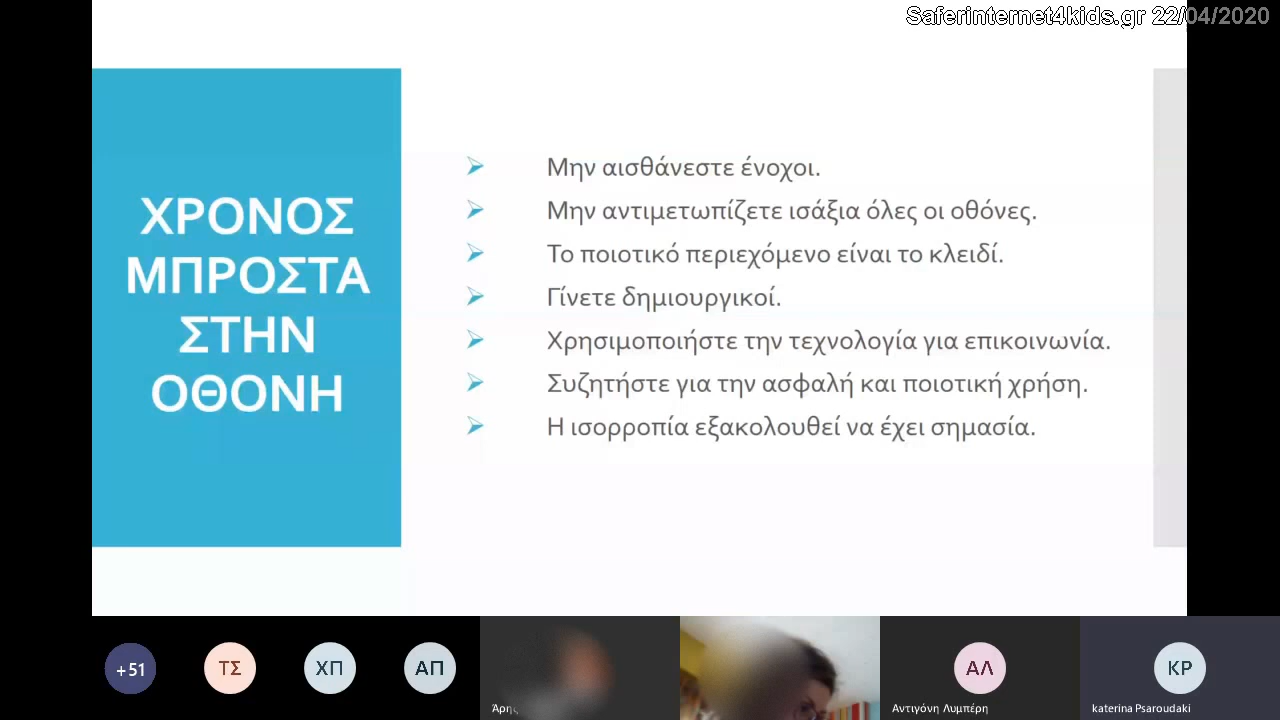 Saferinternet4kids.gr 22/04/2020
ΧΡΟΝΟΣ
ΜΠΡΟΣΤΑ
ΣΤΗΝ
ΟΘΟΝΗ
Μην αισθάνεστε ένοχοι.
Μην αντιμετωπίζετε ισάξια όλες οι οθόνες.
Το ποιοτικό περιεχόμενο είναι το κλειδί.
Γίνετε δημιουργικοί.
Χρησιμοποιήστε την τεχνολογία για επικοινωνία.
Συζητήστε για την ασφαλή και ποιοτική χρήση.
Η ισορροπία εξακολουθεί να έχει σημασία.
+51
ΤΣ
ΧΠ
ΑΠ
ΑΛ
KP
Άρης
Αντιγόνη Λυμπέρη
katerina Psaroudaki